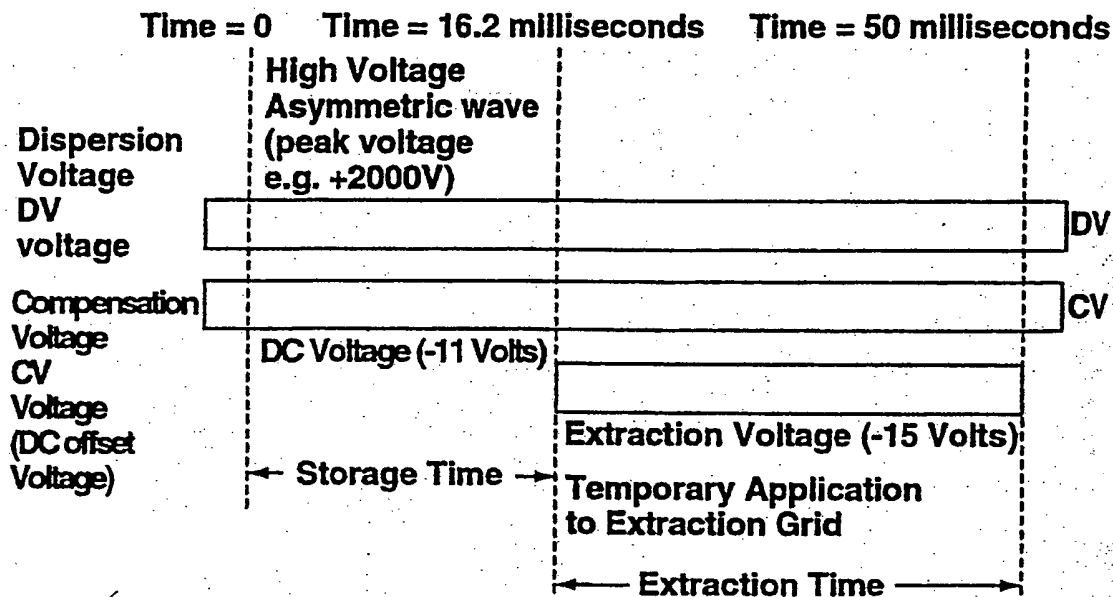 Time = 0 Time = 16.2 milliseconds Time = 50 milliseconds
High Voltage
Asymmetric wave
(peak voltage
e.g. +2000V)
Dispersion
Voltage
DV
voltage
DV
Compensation
Voltage
CV
Voltage
(DC offset
Voltage)
CV
DC Voltage (-11 Volts)
Extraction Voltage (-15 Volts)
Storage Time
Temporary Application
to Extraction Grid
Extraction Time